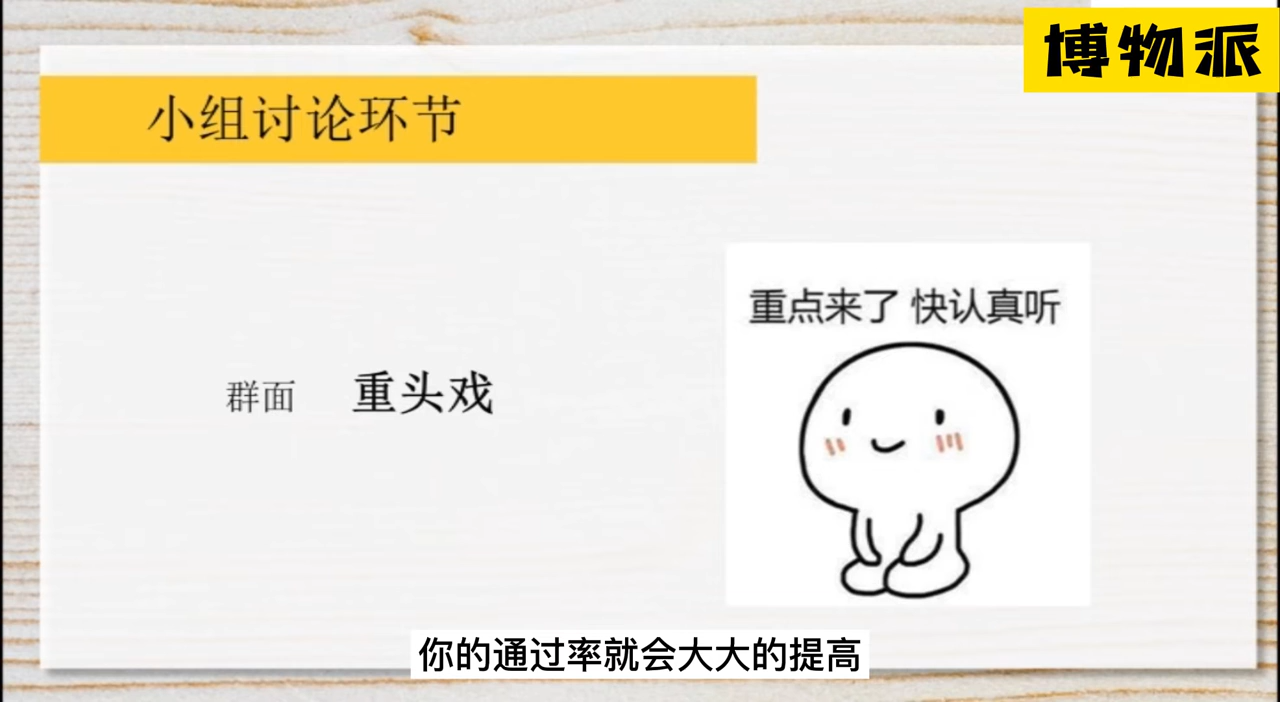 博物派
小组讨论环节
重点来了 快认真听
群面 重头戏
你的通过率就会大大的提高